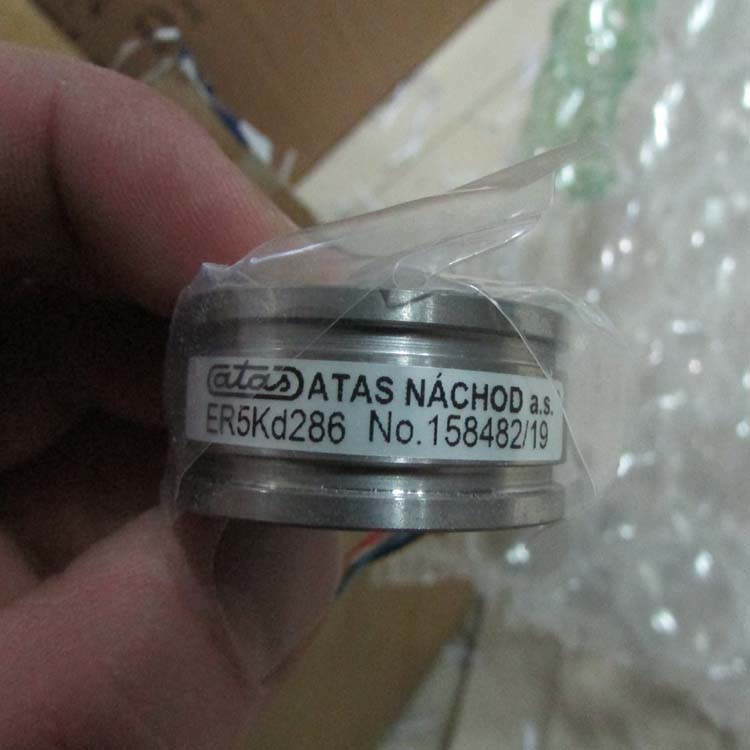 atas ATAS NÁCHOD a.s.
ER5Kd286 No.158482/19